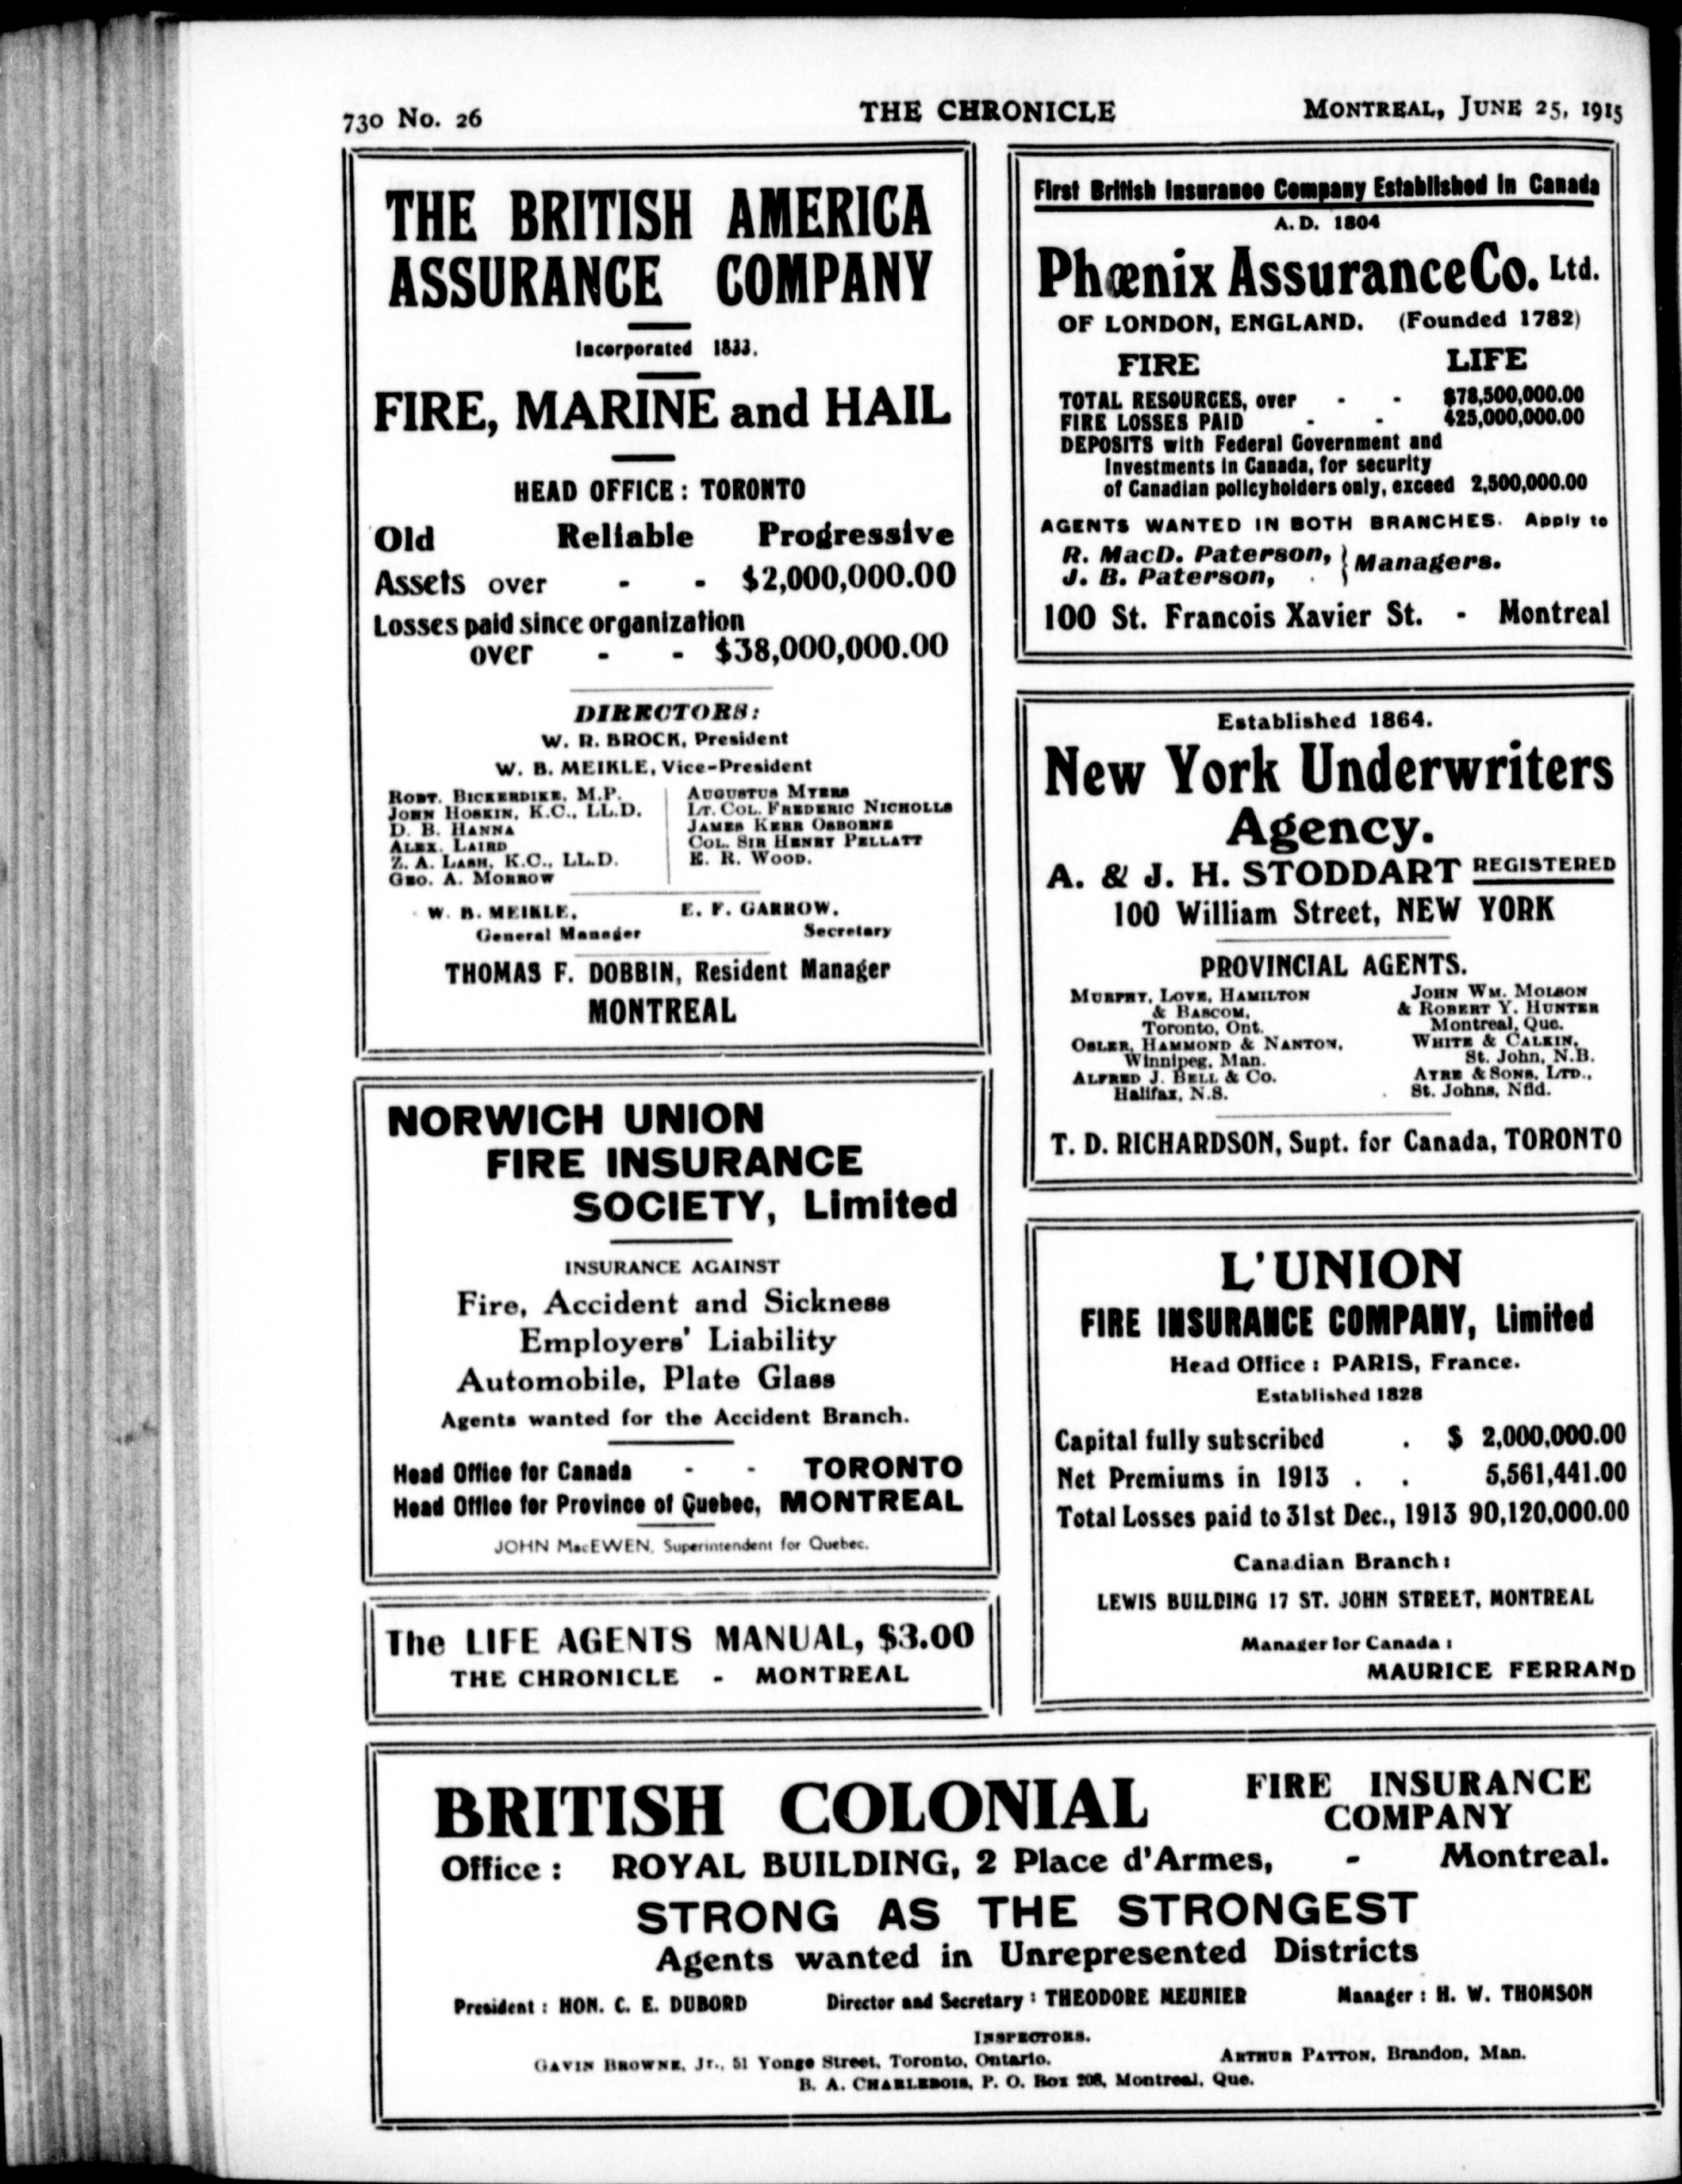 730 No. 26
THE CHRONICLE
MONTREAL, JUNE 25, 1915
THE BRITISH AMERICA
ASSURANCE COMPANY
Incorporated 1833.
FIRE, MARINE and HAIL
HEAD OFFICE: TORONTO
Old Reliable Progressive
Assets over - - $2,000,000.00
Losses paid since organization
over - - $38,000,000.00
DIRECTORS:
W. R. BROCK, President
W. B. MEIKLE, Vice-President
ROBT. BICKERDIKE, M.P.
JOHN HOSKIN, K.C., LL.D.
D. B. HANNA
ALEX. LAIRD
Z. A. LASH, K.C., LL.D.
GEO. A. MORROW
AUGUSTUS MYERS
LT. COL. FREDERIC NICHOLLS
JAMES KERR OSBORNE
COL. SIR HENRY PELLATT
E. R. WOOD.
W. B. MEIKLE, E. F. GARROW.
General Manager Secretary
THOMAS F. DOBBIN, Resident Manager
MONTREAL
NORWICH UNION
FIRE INSURANCE
SOCIETY, Limited
INSURANCE AGAINST
Fire, Accident and Sickness
Employers' Liability
Automobile, Plate Glass
Agents wanted for the Accident Branch.
Head Office for Canada - - TORONTO
Head Office for Province of Quebec, MONTREAL
JOHN MacEWEN, Superintendent for Quebec.
The LIFE AGENTS MANUAL, $3.00
THE CHRONICLE - MONTREAL
First British Insurance Company Established in Canada
A.D. 1804
Phœnix Assurance Co. Ltd.
OF LONDON, ENGLAND. (Founded 1782)
FIRE LIFE
TOTAL RESOURCES, over - - $78,500,000.00
FIRE LOSSES PAID - - 425,000,000.00
DEPOSITS with Federal Government and
Investments in Canada, for security
of Canadian policyholders only, exceed 2,500,000.00
AGENTS WANTED IN BOTH BRANCHES. Apply to
R. MacD. Paterson, } Managers.
J. B. Paterson,
100 St. Francois Xavier St. - Montreal
Established 1864.
New York Underwriters
Agency.
A. & J. H. STODDART REGISTERED
100 William Street, NEW YORK
PROVINCIAL AGENTS.
MURPHY, LOVE, HAMILTON
& BASCOM,
Toronto, Ont.
OSLER, HAMMOND & NANTON,
Winnipeg, Man.
ALFRED J. BELL & CO.
Halifax, N.S.
JOHN WM. MOLSON
& ROBERT Y. HUNTER
Montreal, Que.
WHITE & CALKIN,
St. John, N.B.
AYRE & SONS, LTD.,
St. Johns, Nfld.
T. D. RICHARDSON, Supt. for Canada, TORONTO
L'UNION
FIRE INSURANCE COMPANY, Limited
Head Office: PARIS, France.
Established 1828
Capital fully subscribed . $ 2,000,000.00
Net Premiums in 1913 . . 5,561,441.00
Total Losses paid to 31st Dec., 1913 90,120,000.00
Canadian Branch:
LEWIS BUILDING 17 ST. JOHN STREET, MONTREAL
Manager for Canada:
MAURICE FERRAND
BRITISH COLONIAL FIRE INSURANCE
COMPANY
Office: ROYAL BUILDING, 2 Place d'Armes, - Montreal.
STRONG AS THE STRONGEST
Agents wanted in Unrepresented Districts
President: HON. C. E. DUBORD Director and Secretary: THEODORE MEUNIER Manager: H. W. THOMSON
INSPECTORS.
GAVIN BROWNE, Jr., 51 Yonge Street, Toronto, Ontario. ARTHUR PATTON, Brandon, Man.
B. A. CHARLEBOIS, P. O. Box 208, Montreal, Que.